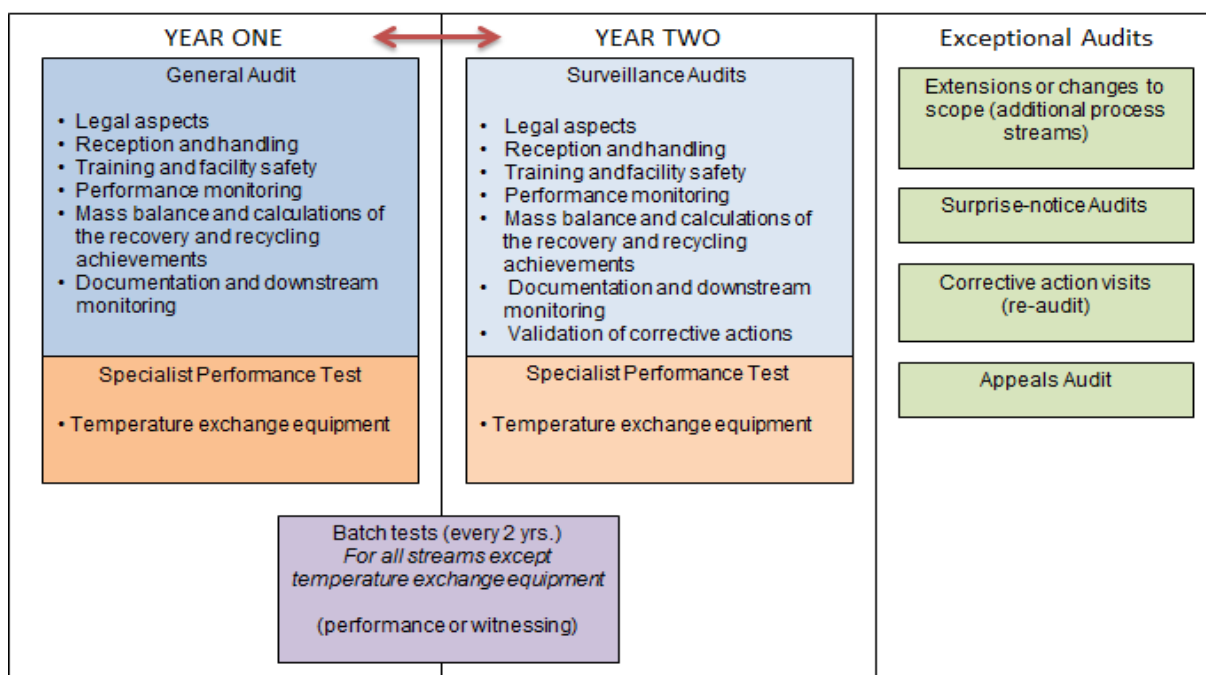 YEAR ONE
General Audit
• Legal aspects
• Reception and handling
• Training and facility safety
• Performance monitoring
• Mass balance and calculations of
the recovery and recycling
achievements
• Documentation and downstream
monitoring
Specialist Performance Test
• Temperature exchange equipment
YEAR TWO
Surveillance Audits
• Legal aspects
• Reception and handling
• Training and facility safety
• Performance monitoring
• Mass balance and calculations of
the recovery and recycling
achievements
• Documentation and downstream
monitoring
• Validation of corrective actions
Specialist Performance Test
• Temperature exchange equipment
Batch tests (every 2 yrs.)
For all streams except
temperature exchange equipment
(performance or witnessing)
Exceptional Audits
Extensions or changes to
scope (additional process
streams)
Surprise-notice Audits
Corrective action visits
(re-audit)
Appeals Audit